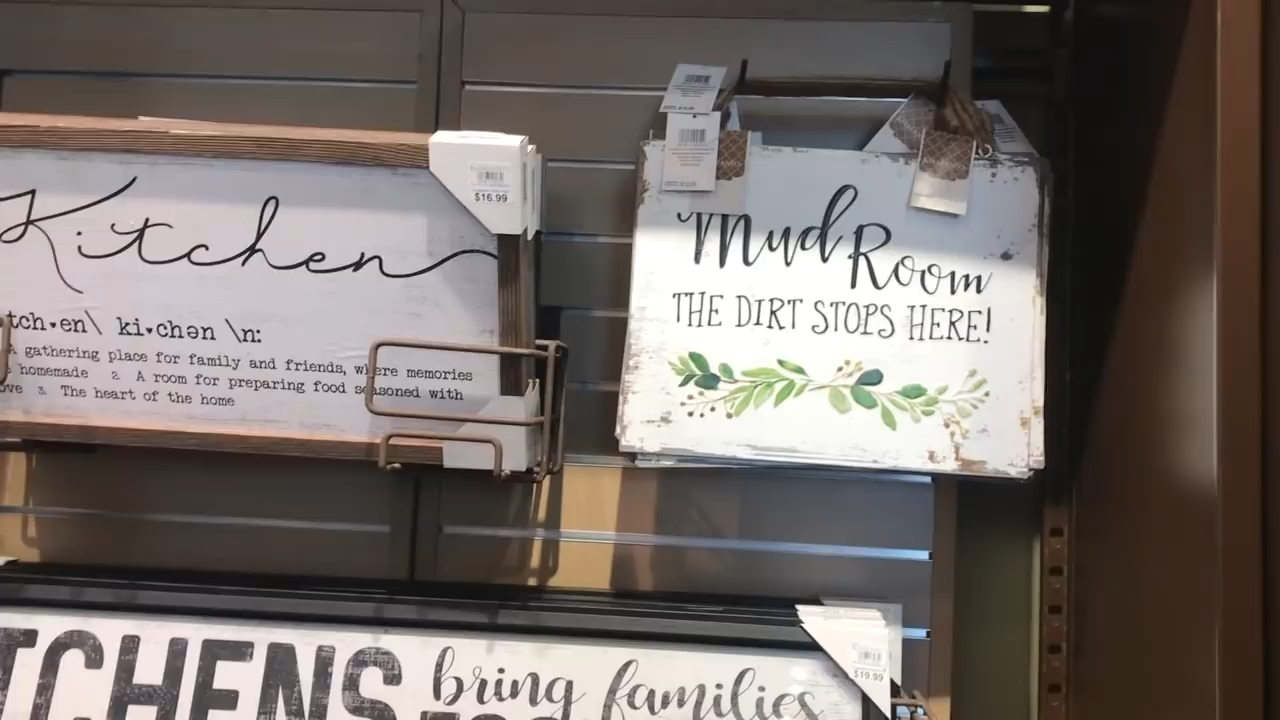 Kitchen
tch♥en\ ki♥chən \n:
gathering place for family and friends, where memories
homemade 2. A room for preparing food seasoned with
3. The heart of the home
$16.99
Mud Room
THE DIRT STOPS HERE!
bring families
$19.99